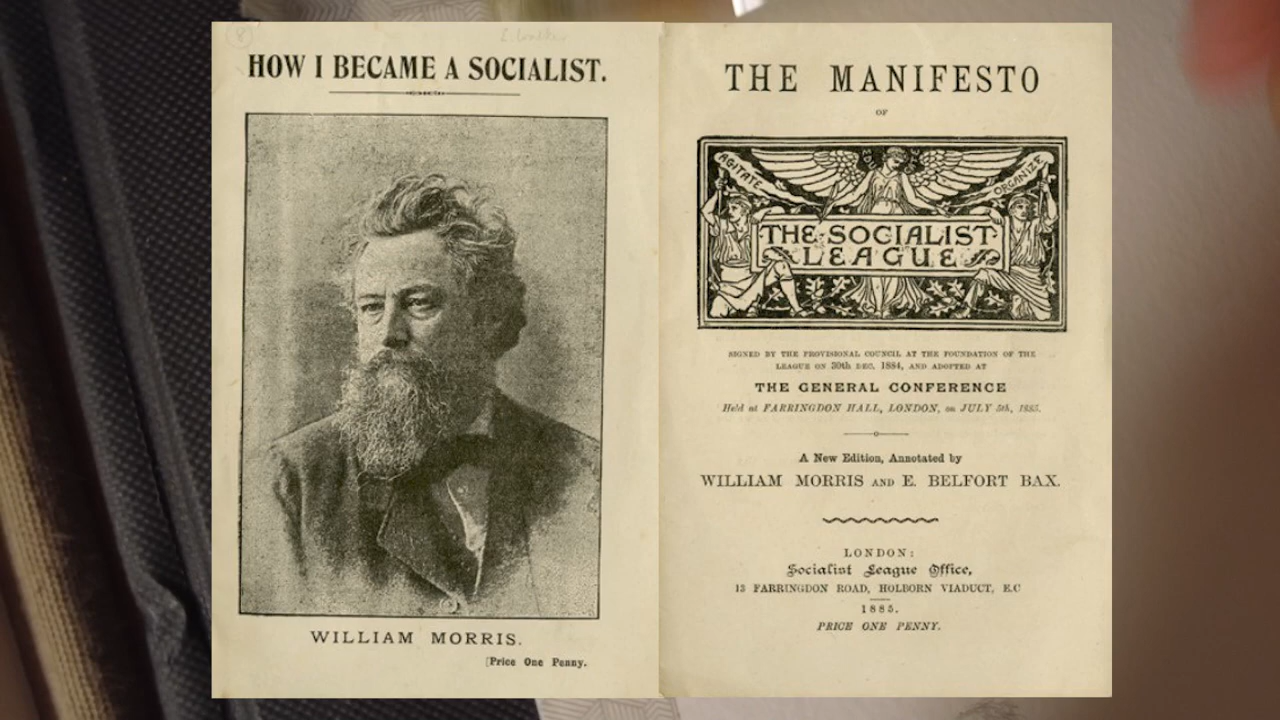 HOW I BECAME A SOCIALIST.
WILLIAM MORRIS.
[Price One Penny.
THE MANIFESTO
OF
AGITATE
ORGANIZE
THE SOCIALIST
LEAGUE
SIGNED BY THE PROVISIONAL COUNCIL AT THE FOUNDATION OF THE
LEAGUE ON 30th DEC. 1884, AND ADOPTED AT
THE GENERAL CONFERENCE
Held at FARRINGDON HALL, LONDON, on JULY 5th, 1885.
A New Edition, Annotated by
WILLIAM MORRIS AND E. BELFORT BAX.
LONDON:
Socialist League Office,
13 FARRINGDON ROAD, HOLBORN VIADUCT, E.C
1885.
PRICE ONE PENNY.